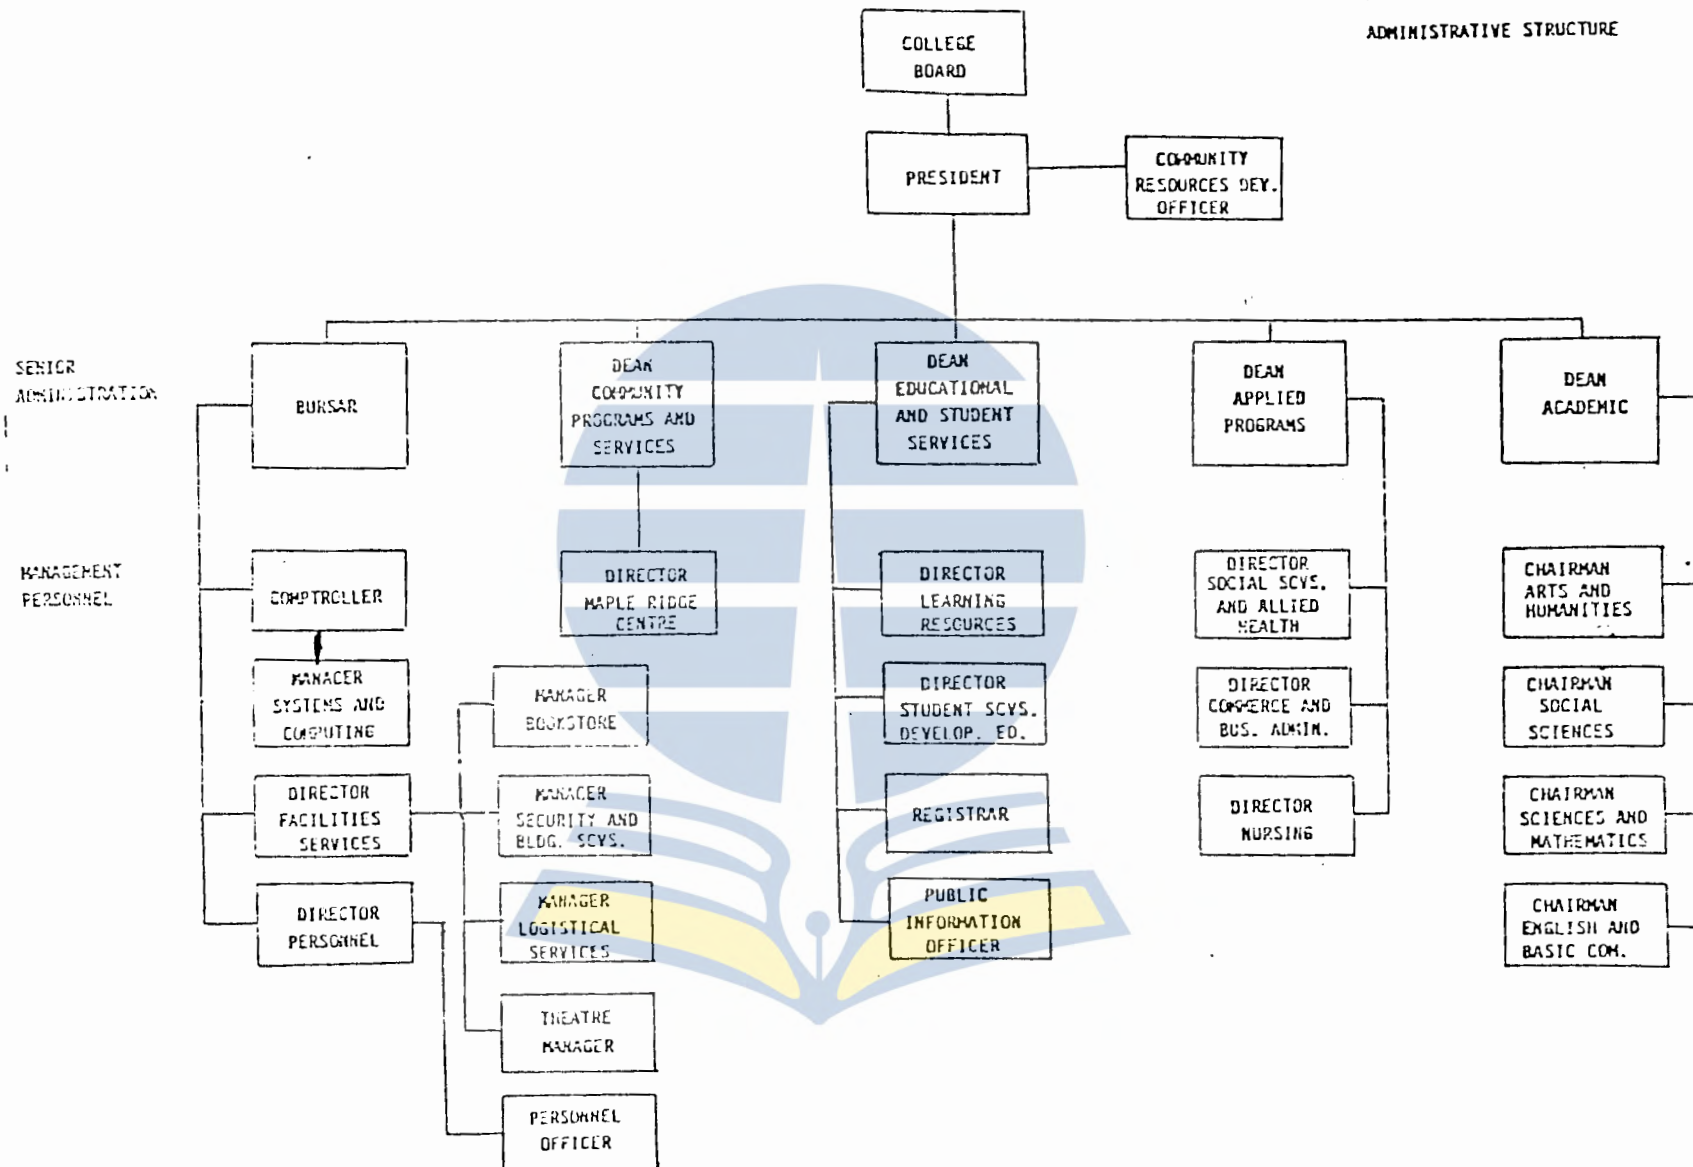 ADMINISTRATIVE STRUCTURE
COLLEGE
BOARD
PRESIDENT
COMMUNITY
RESOURCES DEV.
OFFICER
SENIOR
ADMINISTRATION
BURSAR
DEAN
COMMUNITY
PROGRAMS AND
SERVICES
DEAN
EDUCATIONAL
AND STUDENT
SERVICES
DEAN
APPLIED
PROGRAMS
DEAN
ACADEMIC
MANAGEMENT
PERSONNEL
COMPTROLLER
DIRECTOR
MAPLE RIDGE
CENTRE
DIRECTOR
LEARNING
RESOURCES
DIRECTOR
SOCIAL SCVS.
AND ALLIED
HEALTH
CHAIRMAN
ARTS AND
HUMANITIES
MANAGER
SYSTEMS AND
COMPUTING
MANAGER
BOOKSTORE
DIRECTOR
STUDENT SCVS.
DEVELOP. ED.
DIRECTOR
COMMERCE AND
BUS. ADMIN.
CHAIRMAN
SOCIAL
SCIENCES
DIRECTOR
FACILITIES
SERVICES
MANAGER
SECURITY AND
BLDG. SCVS.
REGISTRAR
DIRECTOR
NURSING
CHAIRMAN
SCIENCES AND
MATHEMATICS
DIRECTOR
PERSONNEL
MANAGER
LOGISTICAL
SERVICES
PUBLIC
INFORMATION
OFFICER
CHAIRMAN
ENGLISH AND
BASIC COM.
THEATRE
MANAGER
PERSONNEL
OFFICER